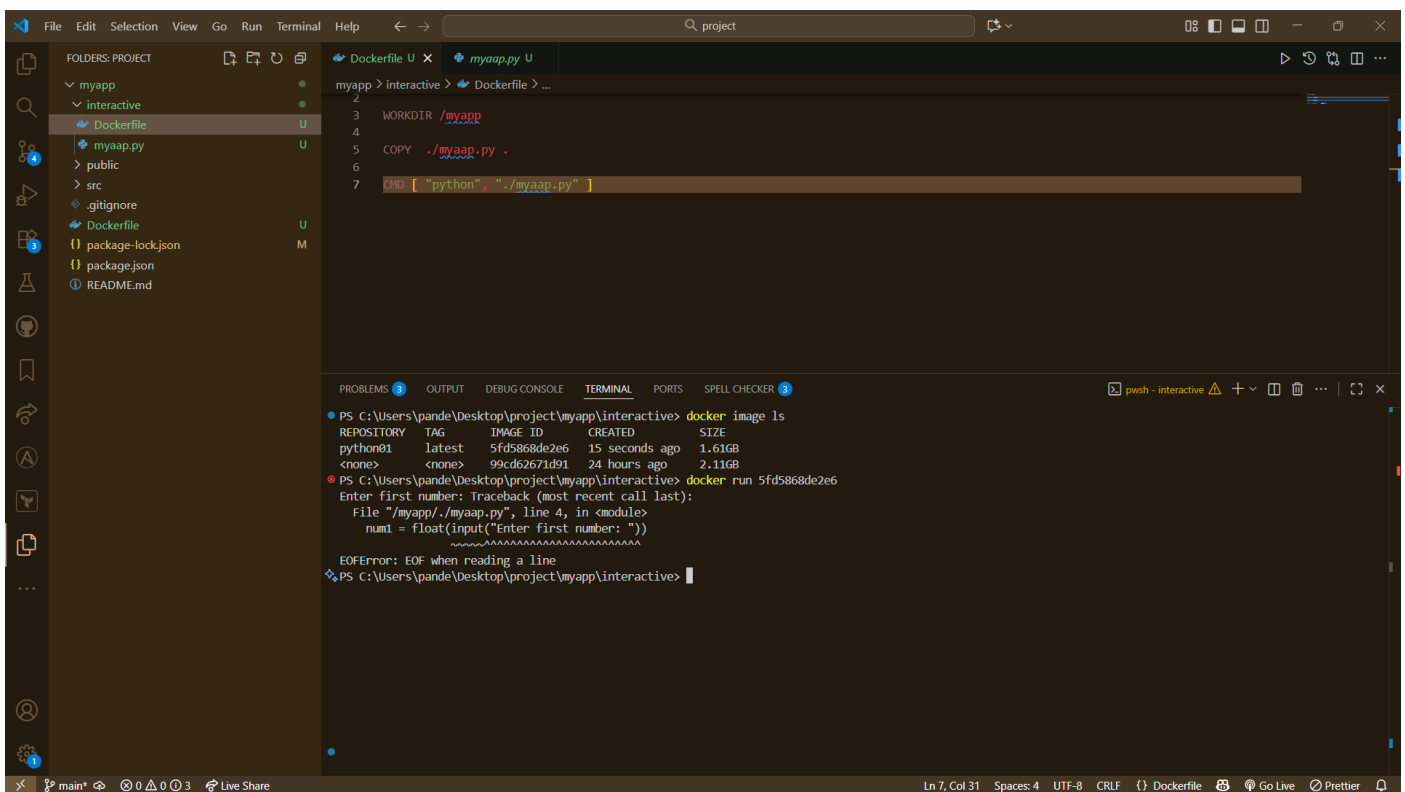 File Edit Selection View Go Run Terminal Help
project
FOLDERS: PROJECT
myapp
interactive
Dockerfile U
myaap.py U
public
src
.gitignore
Dockerfile U
package-lock.json M
package.json
README.md
4
3
1
Dockerfile U
myaap.py U
myapp > interactive > Dockerfile > ...
2
3 WORKDIR /myapp
4
5 COPY ./myaap.py .
6
7 CMD [ "python", "./myaap.py" ]
PROBLEMS 3 OUTPUT DEBUG CONSOLE TERMINAL PORTS SPELL CHECKER 3
pwsh - interactive
PS C:\Users\pande\Desktop\project\myapp\interactive> docker image ls
REPOSITORY TAG IMAGE ID CREATED SIZE
python01 latest 5fd5868de2e6 15 seconds ago 1.61GB
<none> <none> 99cd62671d91 24 hours ago 2.11GB
PS C:\Users\pande\Desktop\project\myapp\interactive> docker run 5fd5868de2e6
Enter first number: Traceback (most recent call last):
File "/myapp/./myaap.py", line 4, in <module>
num1 = float(input("Enter first number: "))
~~~~~^^^^^^^^^^^^^^^^^^^^^^^^
EOFError: EOF when reading a line
PS C:\Users\pande\Desktop\project\myapp\interactive>
main* 0 0 3 Live Share
Ln 7, Col 31 Spaces: 4 UTF-8 CRLF {} Dockerfile Go Live Prettier